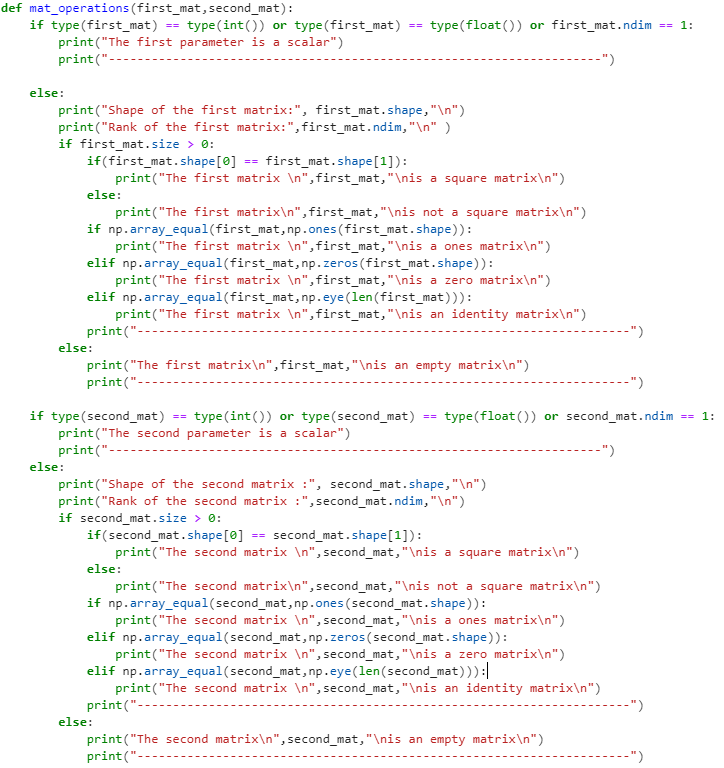 def mat_operations(first_mat,second_mat):
    if type(first_mat) == type(int()) or type(first_mat) == type(float()) or first_mat.ndim == 1:
        print("The first parameter is a scalar")
        print("---------------------------------------------------------------------")

    else:
        print("Shape of the first matrix:", first_mat.shape,"\n")
        print("Rank of the first matrix:",first_mat.ndim,"\n" )
        if first_mat.size > 0:
            if(first_mat.shape[0] == first_mat.shape[1]):
                print("The first matrix \n",first_mat,"\nis a square matrix\n")
            else:
                print("The first matrix\n",first_mat,"\nis not a square matrix\n")
            if np.array_equal(first_mat,np.ones(first_mat.shape)):
                print("The first matrix \n",first_mat,"\nis a ones matrix\n")
            elif np.array_equal(first_mat,np.zeros(first_mat.shape)):
                print("The first matrix \n",first_mat,"\nis a zero matrix\n")
            elif np.array_equal(first_mat,np.eye(len(first_mat))):
                print("The first matrix \n",first_mat,"\nis an identity matrix\n")
            print("---------------------------------------------------------------------")
        else:
            print("The first matrix\n",first_mat,"\nis an empty matrix\n")
            print("---------------------------------------------------------------------")

    if type(second_mat) == type(int()) or type(second_mat) == type(float()) or second_mat.ndim == 1:
        print("The second parameter is a scalar")
        print("---------------------------------------------------------------------")
    else:
        print("Shape of the second matrix :", second_mat.shape,"\n")
        print("Rank of the second matrix :",second_mat.ndim,"\n")
        if second_mat.size > 0:
            if(second_mat.shape[0] == second_mat.shape[1]):
                print("The second matrix \n",second_mat,"\nis a square matrix\n")
            else:
                print("The second matrix\n",second_mat,"\nis not a square matrix\n")
            if np.array_equal(second_mat,np.ones(second_mat.shape)):
                print("The second matrix \n",second_mat,"\nis a ones matrix\n")
            elif np.array_equal(second_mat,np.zeros(second_mat.shape)):
                print("The second matrix \n",second_mat,"\nis a zero matrix\n")
            elif np.array_equal(second_mat,np.eye(len(second_mat))):
                print("The second matrix \n",second_mat,"\nis an identity matrix\n")
            print("---------------------------------------------------------------------")
        else:
            print("The second matrix\n",second_mat,"\nis an empty matrix\n")
            print("---------------------------------------------------------------------")